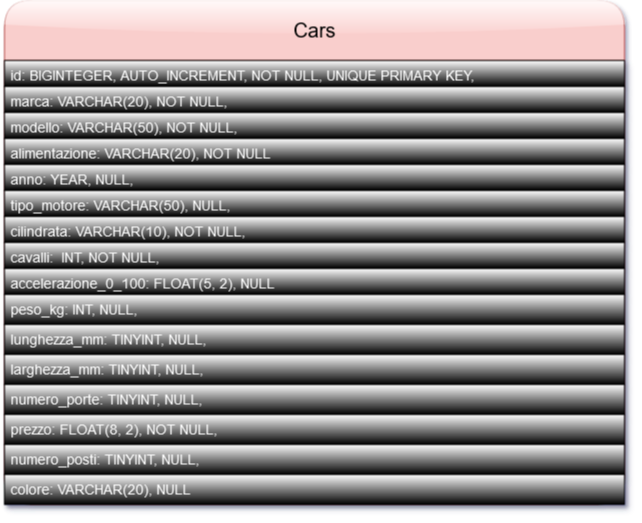 Cars
id: BIGINTEGER, AUTO_INCREMENT, NOT NULL, UNIQUE PRIMARY KEY,
marca: VARCHAR(20), NOT NULL,
modello: VARCHAR(50), NOT NULL,
alimentazione: VARCHAR(20), NOT NULL
anno: YEAR, NULL,
tipo_motore: VARCHAR(50), NULL,
cilindrata: VARCHAR(10), NOT NULL,
cavalli:  INT, NOT NULL,
accelerazione_0_100: FLOAT(5, 2), NULL
peso_kg: INT, NULL,
lunghezza_mm: TINYINT, NULL,
larghezza_mm: TINYINT, NULL,
numero_porte: TINYINT, NULL,
prezzo: FLOAT(8, 2), NOT NULL,
numero_posti: TINYINT, NULL,
colore: VARCHAR(20), NULL